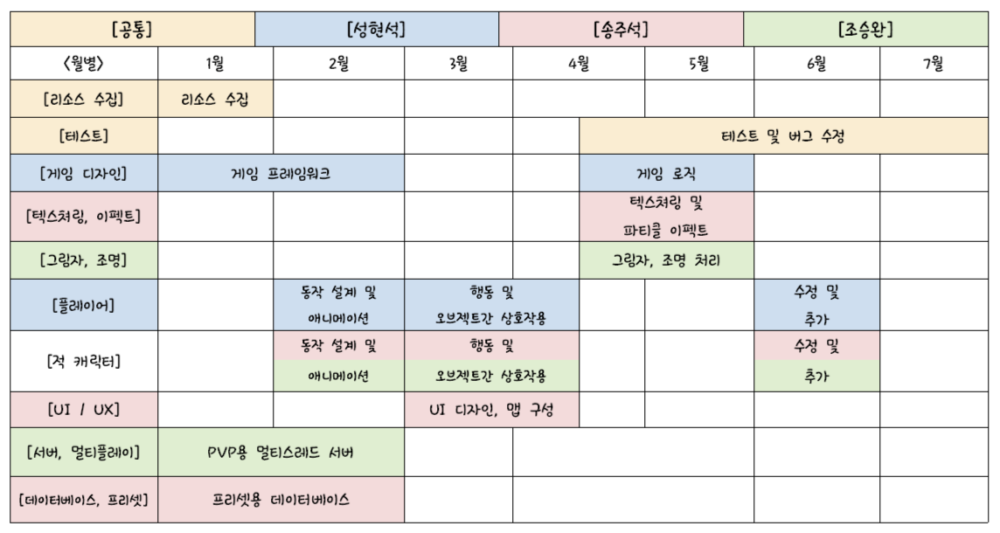 [공통] [성현석] [송주석] [조승완]
<월별> 1월 2월 3월 4월 5월 6월 7월
[리소스 수집] 리소스 수집
[테스트] 테스트 및 버그 수정
[게임 디자인] 게임 프레임워크 게임 로직
[텍스쳐링, 이펙트] 텍스쳐링 및
파티클 이펙트
[그림자, 조명] 그림자, 조명 처리
[플레이어] 동작 설계 및 행동 및 수정 및
애니메이션 오브젝트간 상호작용 추가
[적 캐릭터] 동작 설계 및 행동 및 수정 및
애니메이션 오브젝트간 상호작용 추가
[UI / UX] UI 디자인, 맵 구성
[서버, 멀티플레이] PVP용 멀티스레드 서버
[데이터베이스, 프리셋] 프리셋용 데이터베이스